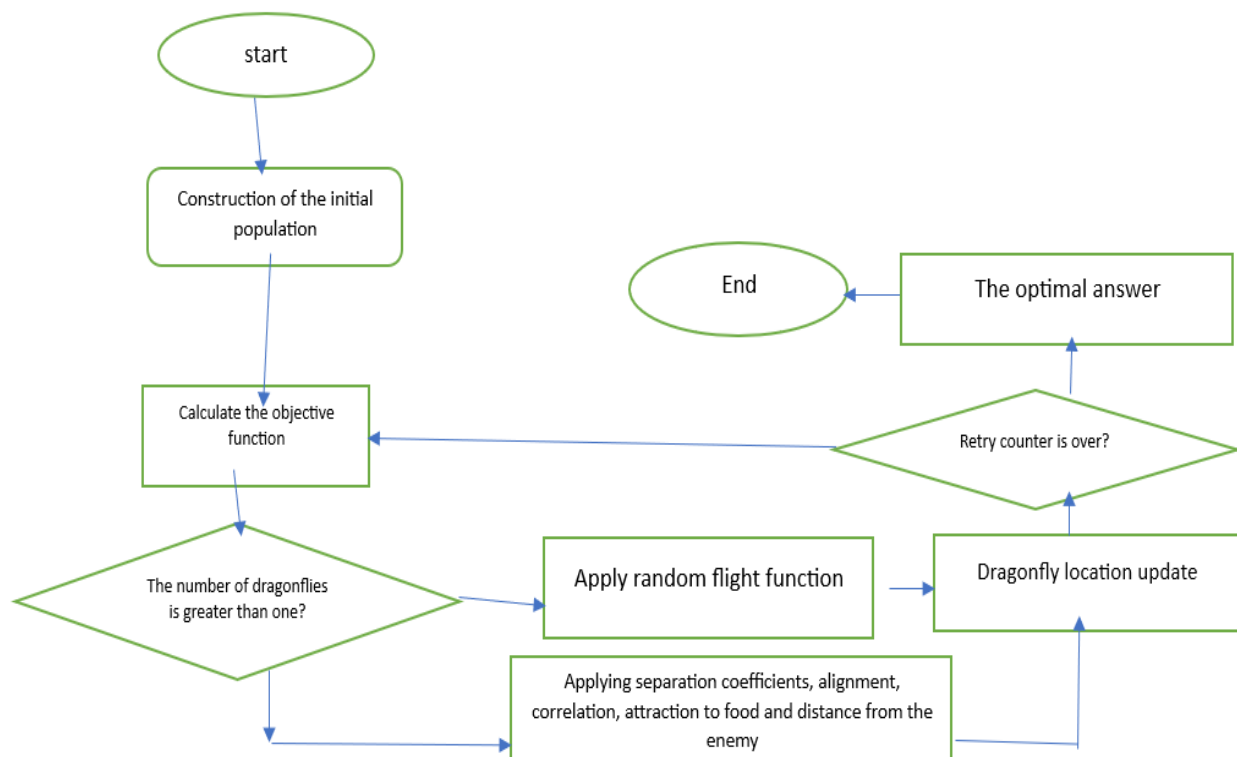 start
Construction of the initial
population
End
The optimal answer
Calculate the objective
function
Retry counter is over?
The number of dragonflies
is greater than one?
Apply random flight function
Dragonfly location update
Applying separation coefficients, alignment,
correlation, attraction to food and distance from the
enemy